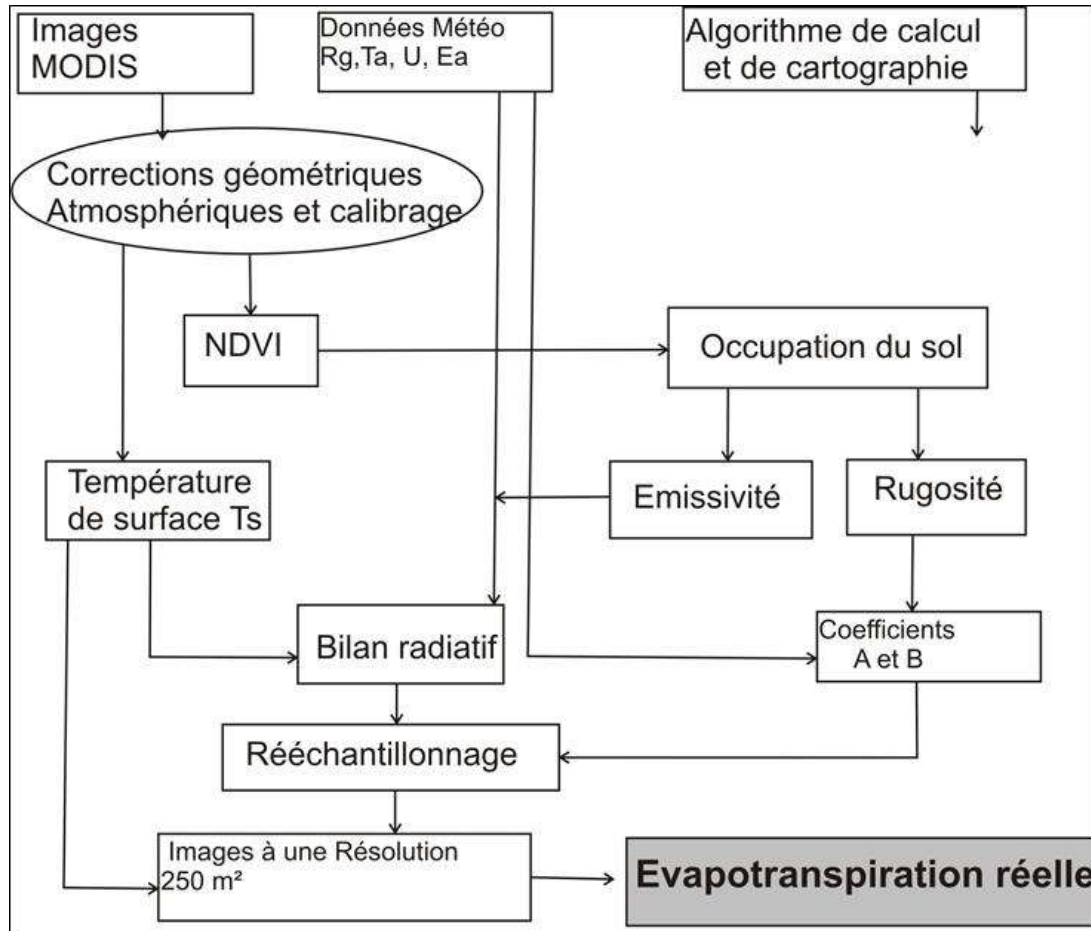 Images
MODIS
Données Météo
Rg,Ta, U, Ea
Algorithme de calcul
et de cartographie
Corrections géométriques
Atmosphériques et calibrage
NDVI
Occupation du sol
Température
de surface Ts
Emissivité
Rugosité
Bilan radiatif
Coefficients
A et B
Rééchantillonnage
Images à une Résolution
250 m²
Evapotranspiration réelle